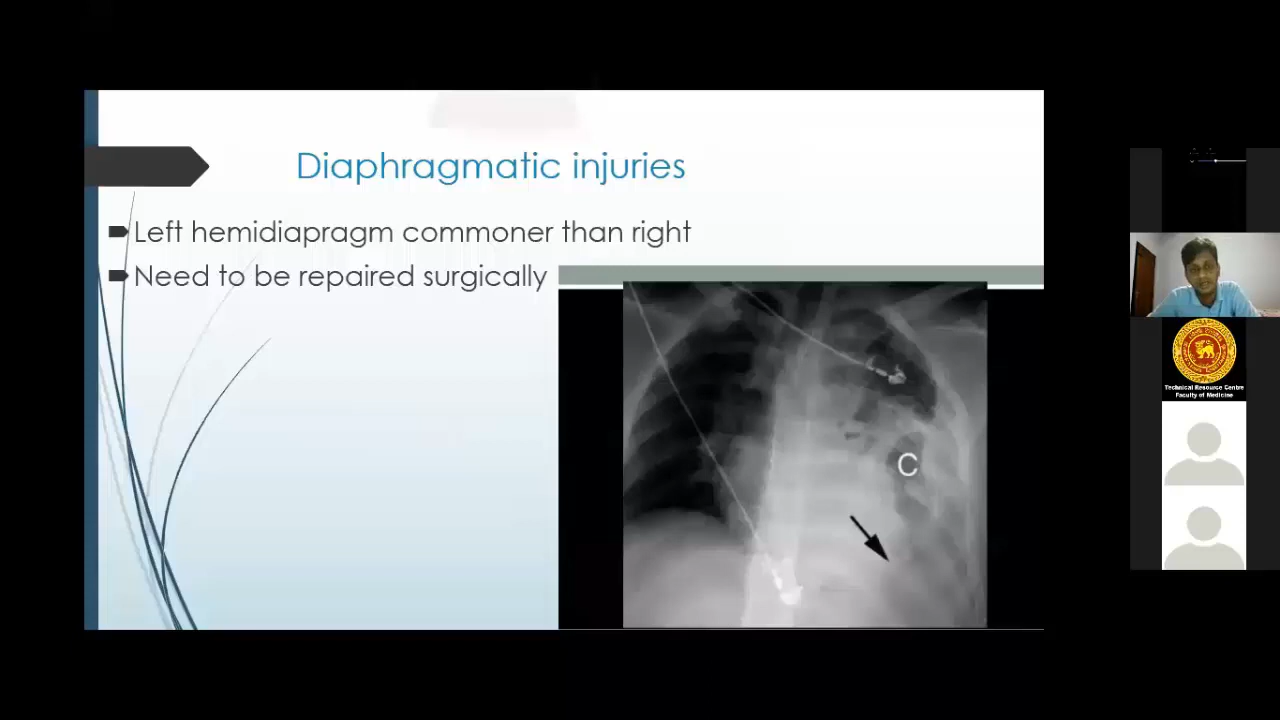 Diaphragmatic injuries
Left hemidiapragm commoner than right
Need to be repaired surgically
C
Technical Resource Centre
Faculty of Medicine